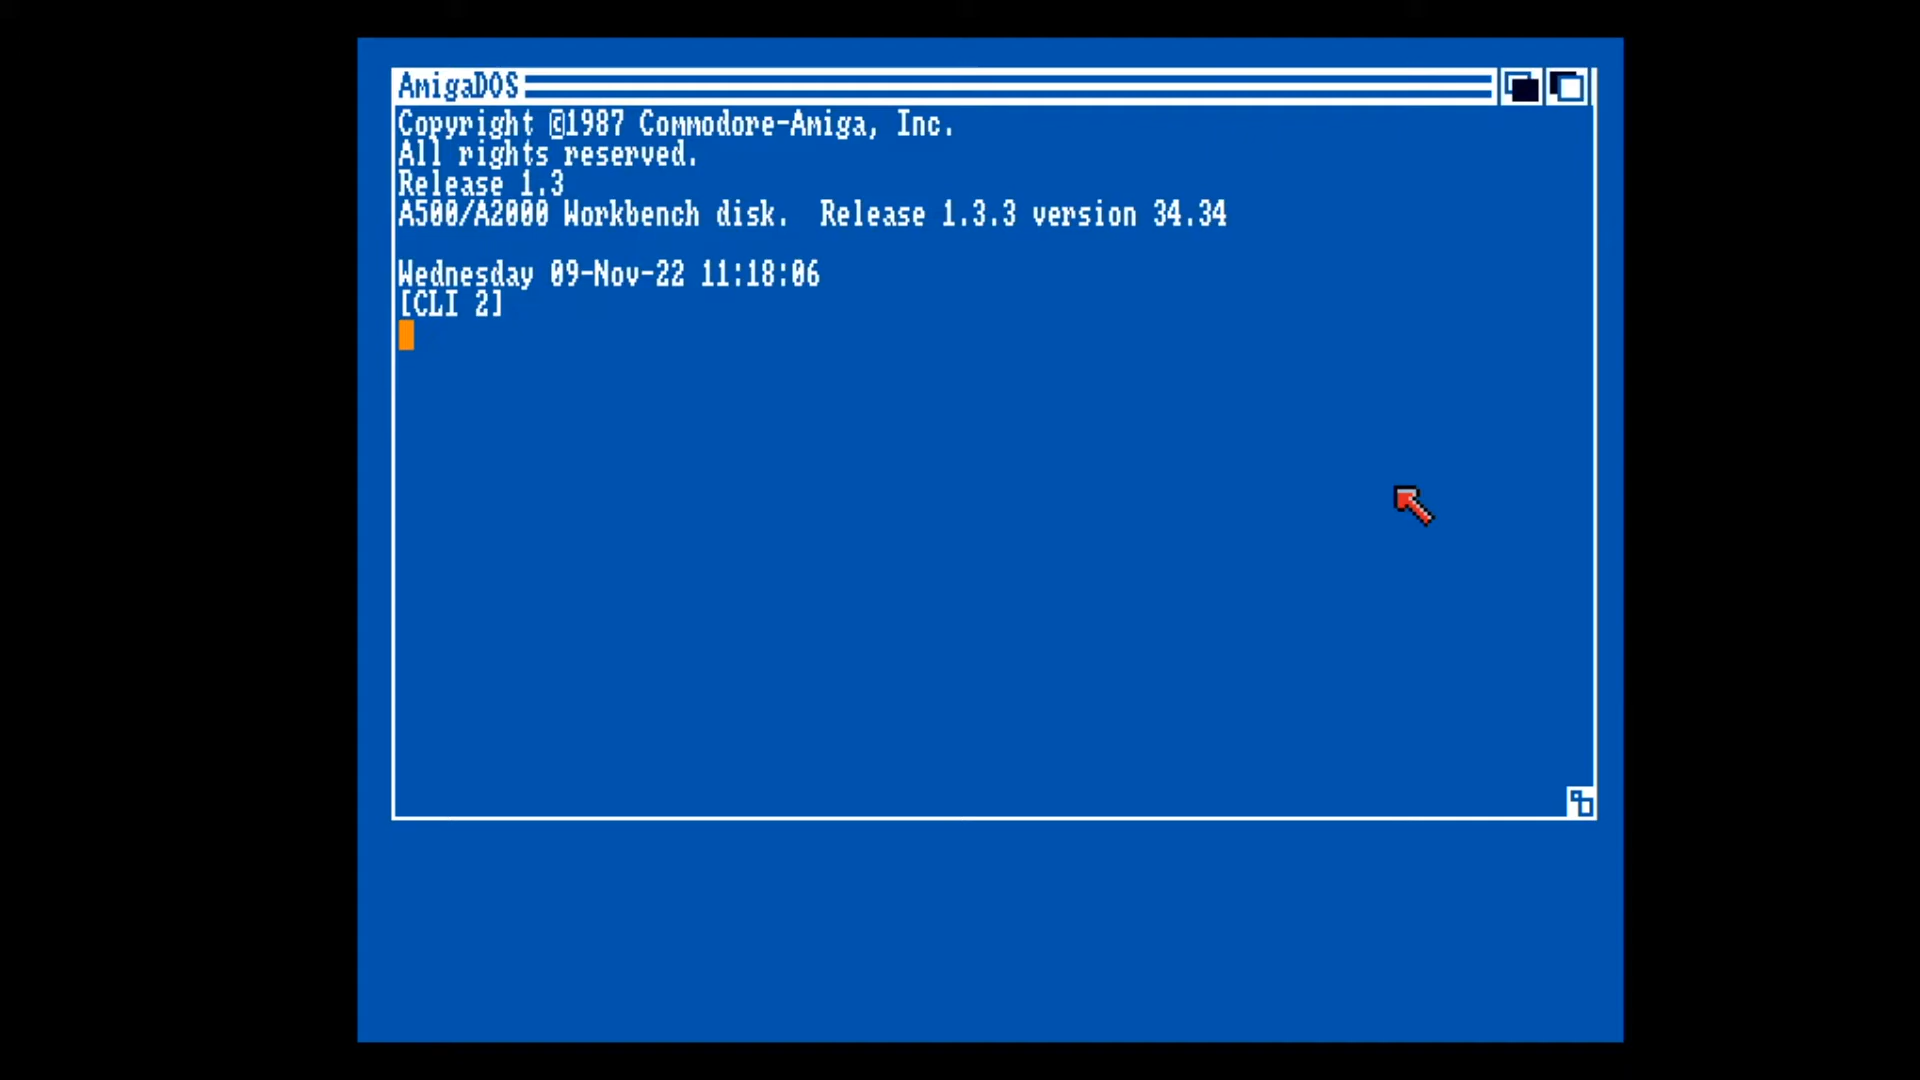 AmigaDOS
Copyright ©1987 Commodore-Amiga, Inc.
All rights reserved.
Release 1.3
A500/A2000 Workbench disk.  Release 1.3.3 version 34.34
Wednesday 09-Nov-22 11:18:06
[CLI 2]